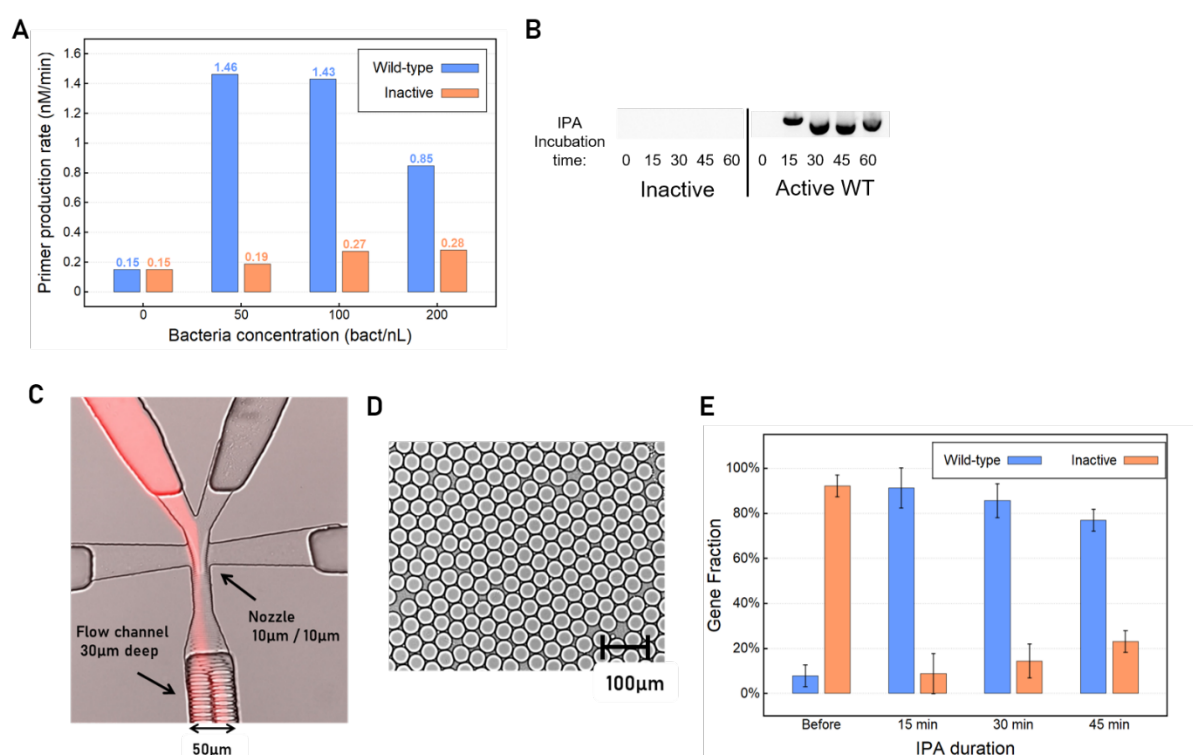 A
Primer production rate (nM/min)
1.6
1.4
1.2
1
0.8
0.6
0.4
0.2
0
Wild-type
Inactive
0.15 0.15
1.46
0.19
1.43
0.27
0.85
0.28
0 50 100 200
Bacteria concentration (bact/nL)
B
IPA
Incubation
time:
0 15 30 45 60 0 15 30 45 60
Inactive Active WT
C
Nozzle
10µm / 10µm
Flow channel
30µm deep
50µm
D
100µm
E
Gene Fraction
100%
80%
60%
40%
20%
0%
Wild-type Inactive
Before 15 min 30 min 45 min
IPA duration